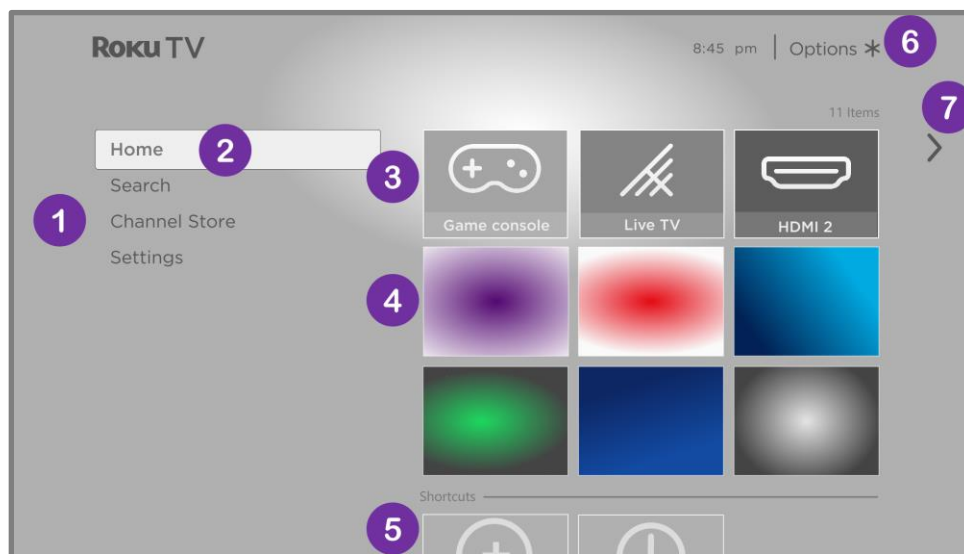 Roku TV
8:45 pm | Options * 6
7
11 Items
Home 2
Search
1 Channel Store
Settings
3
Game console
Live TV
HDMI 2
4
Shortcuts
5